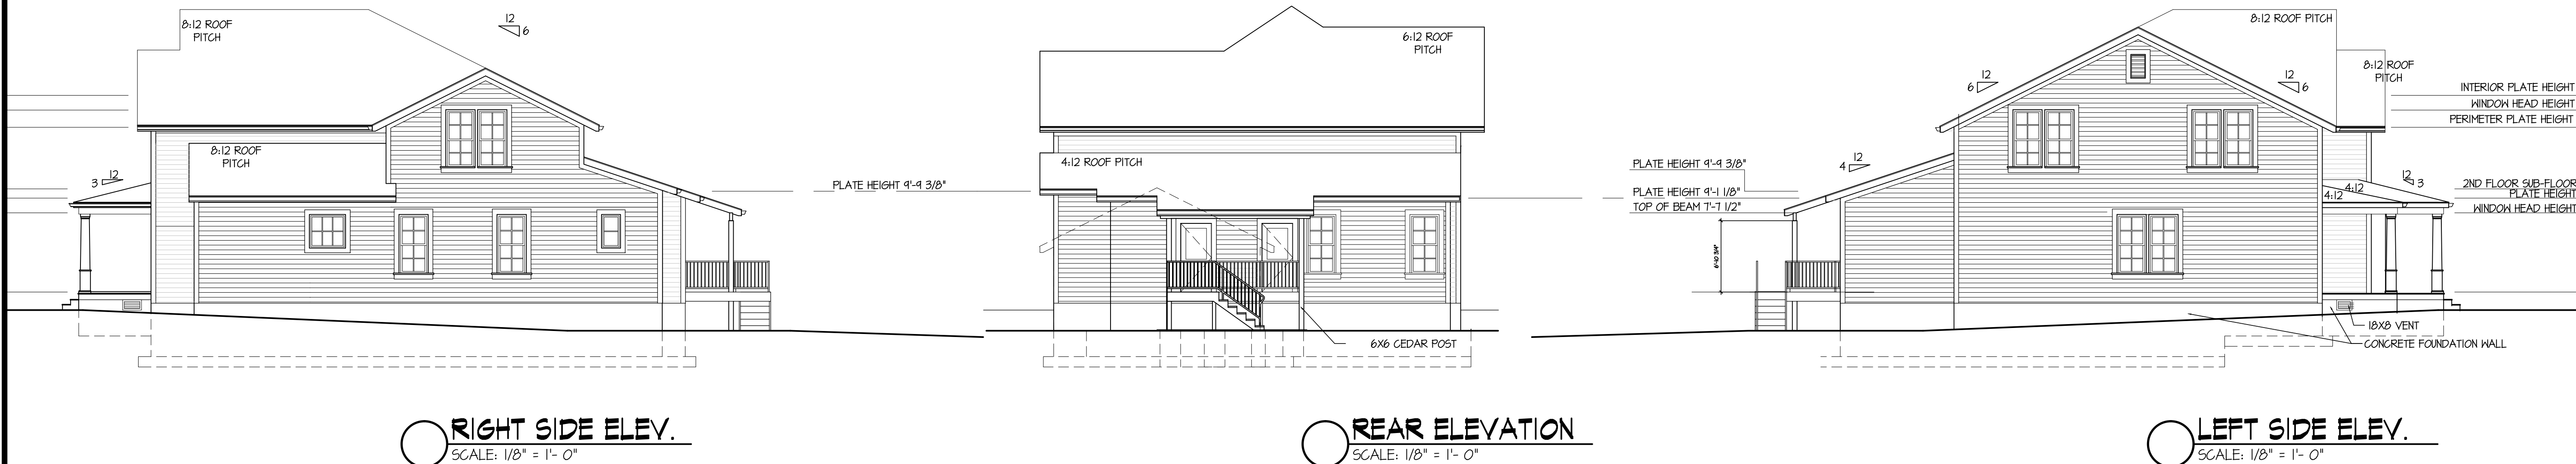 8:12 ROOF
PITCH
12
6
8:12 ROOF
PITCH
12
3
PLATE HEIGHT 9'-9 3/8"
RIGHT SIDE ELEV.
SCALE: 1/8" = 1'- 0"
6:12 ROOF
PITCH
4:12 ROOF PITCH
6X6 CEDAR POST
REAR ELEVATION
SCALE: 1/8" = 1'- 0"
8:12 ROOF PITCH
8:12 ROOF
PITCH
12
6
12
6
12
4
PLATE HEIGHT 9'-9 3/8"
PLATE HEIGHT 9'-1 1/8"
TOP OF BEAM 7'-7 1/2"
6'-10 3/4"
12
3
4:12
4:12
INTERIOR PLATE HEIGHT
WINDOW HEAD HEIGHT
PERIMETER PLATE HEIGHT
2ND FLOOR SUB-FLOOR
PLATE HEIGHT
WINDOW HEAD HEIGHT
18X8 VENT
CONCRETE FOUNDATION WALL
LEFT SIDE ELEV.
SCALE: 1/8" = 1'- 0"